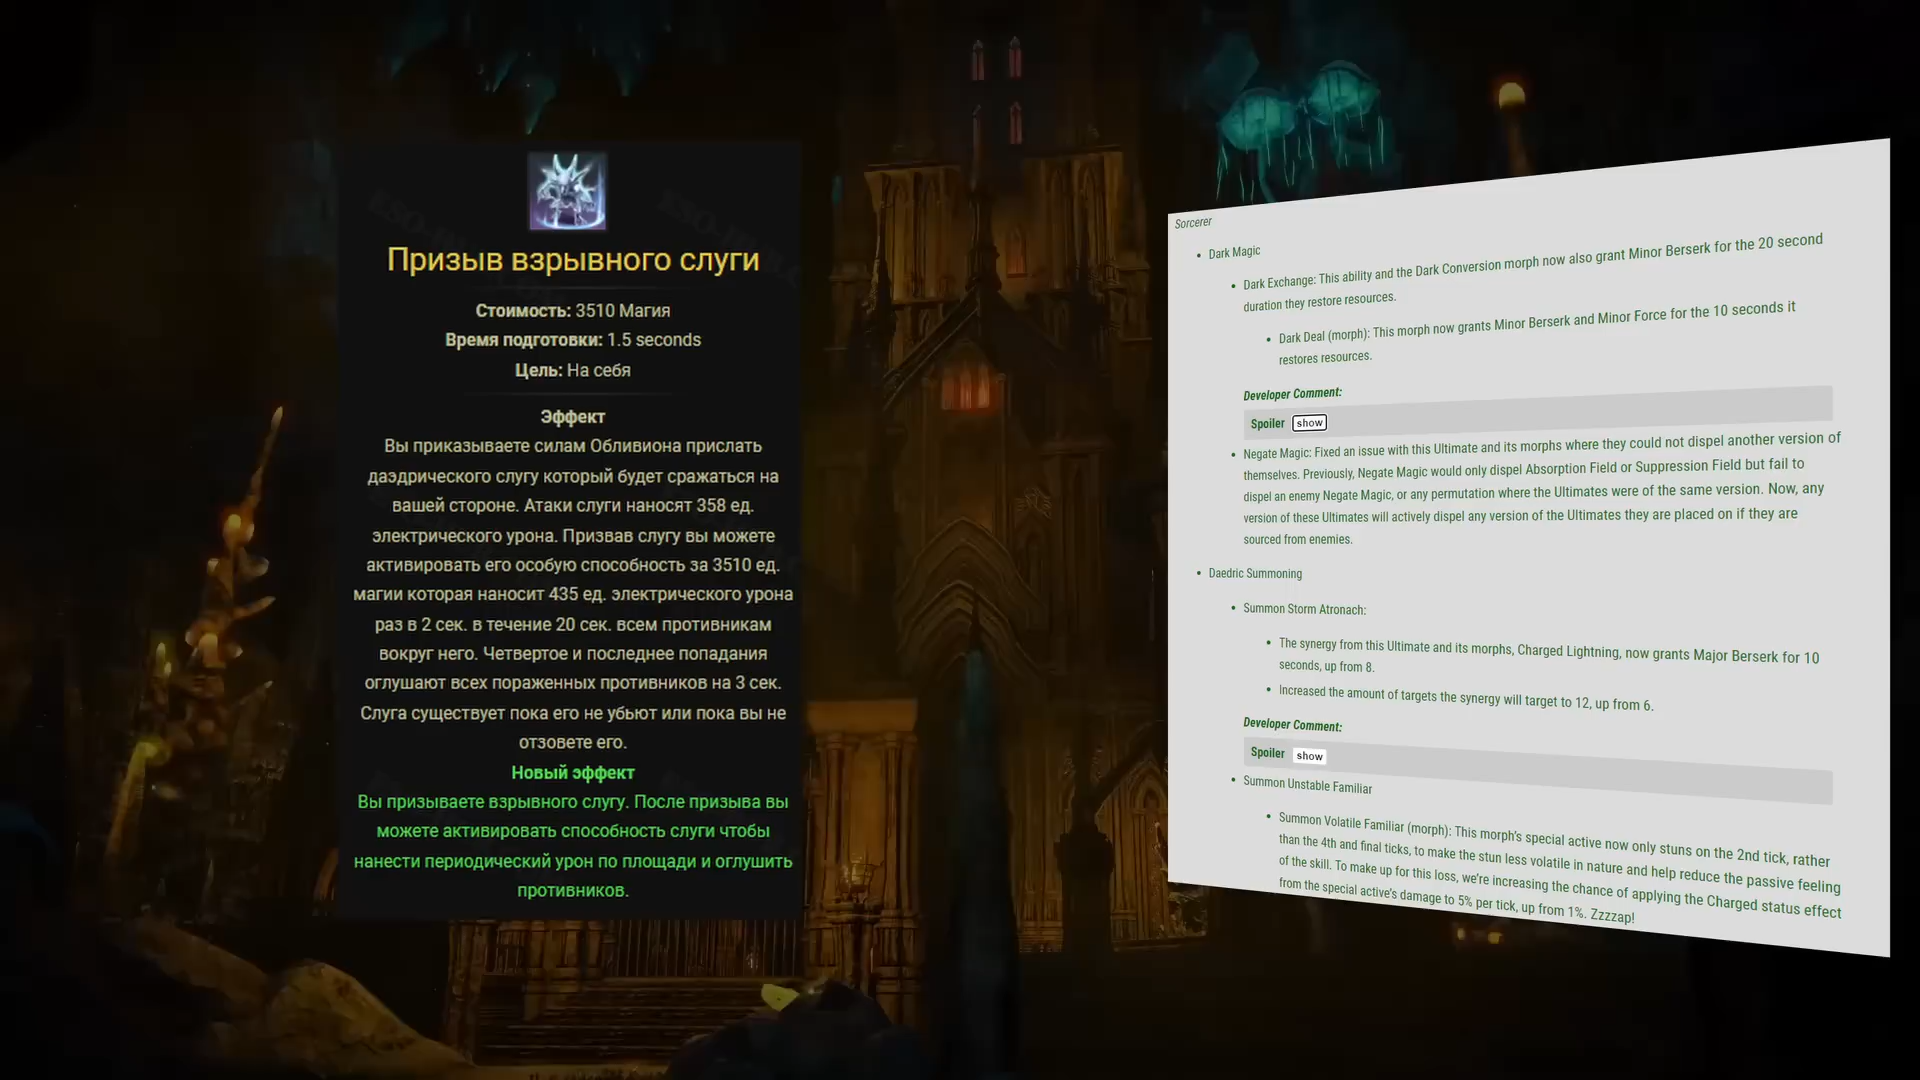 Призыв взрывного слуги
Стоимость: 3510 Магия
Время подготовки: 1.5 seconds
Цель: На себя
Эффект
Вы приказываете силам Обливиона прислать
даэдрического слугу который будет сражаться на
вашей стороне. Атаки слуги наносят 358 ед.
электрического урона. Призвав слугу вы можете
активировать его особую способность за 3510 ед.
магии которая наносит 435 ед. электрического урона
раз в 2 сек. в течение 20 сек. всем противникам
вокруг него. Четвертое и последнее попадания
оглушают всех пораженных противников на 3 сек.
Слуга существует пока его не убьют или пока вы не
отзовете его.
Новый эффект
Вы призываете взрывного слугу. После призыва вы
можете активировать способность слуги чтобы
нанести периодический урон по площади и оглушить
противников.
Sorcerer
Dark Magic
Dark Exchange: This ability and the Dark Conversion morph now also grant Minor Berserk for the 20 second
duration they restore resources.
Dark Deal (morph): This morph now grants Minor Berserk and Minor Force for the 10 seconds it
restores resources.
Developer Comment:
Spoiler show
Negate Magic: Fixed an issue with this Ultimate and its morphs where they could not dispel another version of
themselves. Previously, Negate Magic would only dispel Absorption Field or Suppression Field but fail to
dispel an enemy Negate Magic, or any permutation where the Ultimates were of the same version. Now, any
version of these Ultimates will actively dispel any version of the Ultimates they are placed on if they are
sourced from enemies.
Daedric Summoning
Summon Storm Atronach:
The synergy from this Ultimate and its morphs, Charged Lightning, now grants Major Berserk for 10
seconds, up from 8.
Increased the amount of targets the synergy will target to 12, up from 6.
Developer Comment:
Spoiler show
Summon Unstable Familiar
Summon Volatile Familiar (morph): This morph's special active now only stuns on the 2nd tick, rather
than the 4th and final ticks, to make the stun less volatile in nature and help reduce the passive feeling
of the skill. To make up for this loss, we're increasing the chance of applying the Charged status effect
from the special active's damage to 5% per tick, up from 1%. Zzzzap!